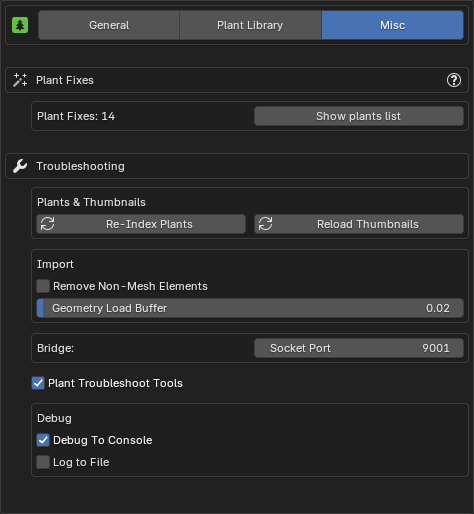 General Plant Library Misc
Plant Fixes
Plant Fixes: 14 Show plants list
Troubleshooting
Plants & Thumbnails
Re-Index Plants Reload Thumbnails
Import
Remove Non-Mesh Elements
Geometry Load Buffer 0.02
Bridge: Socket Port 9001
Plant Troubleshoot Tools
Debug
Debug To Console
Log to File